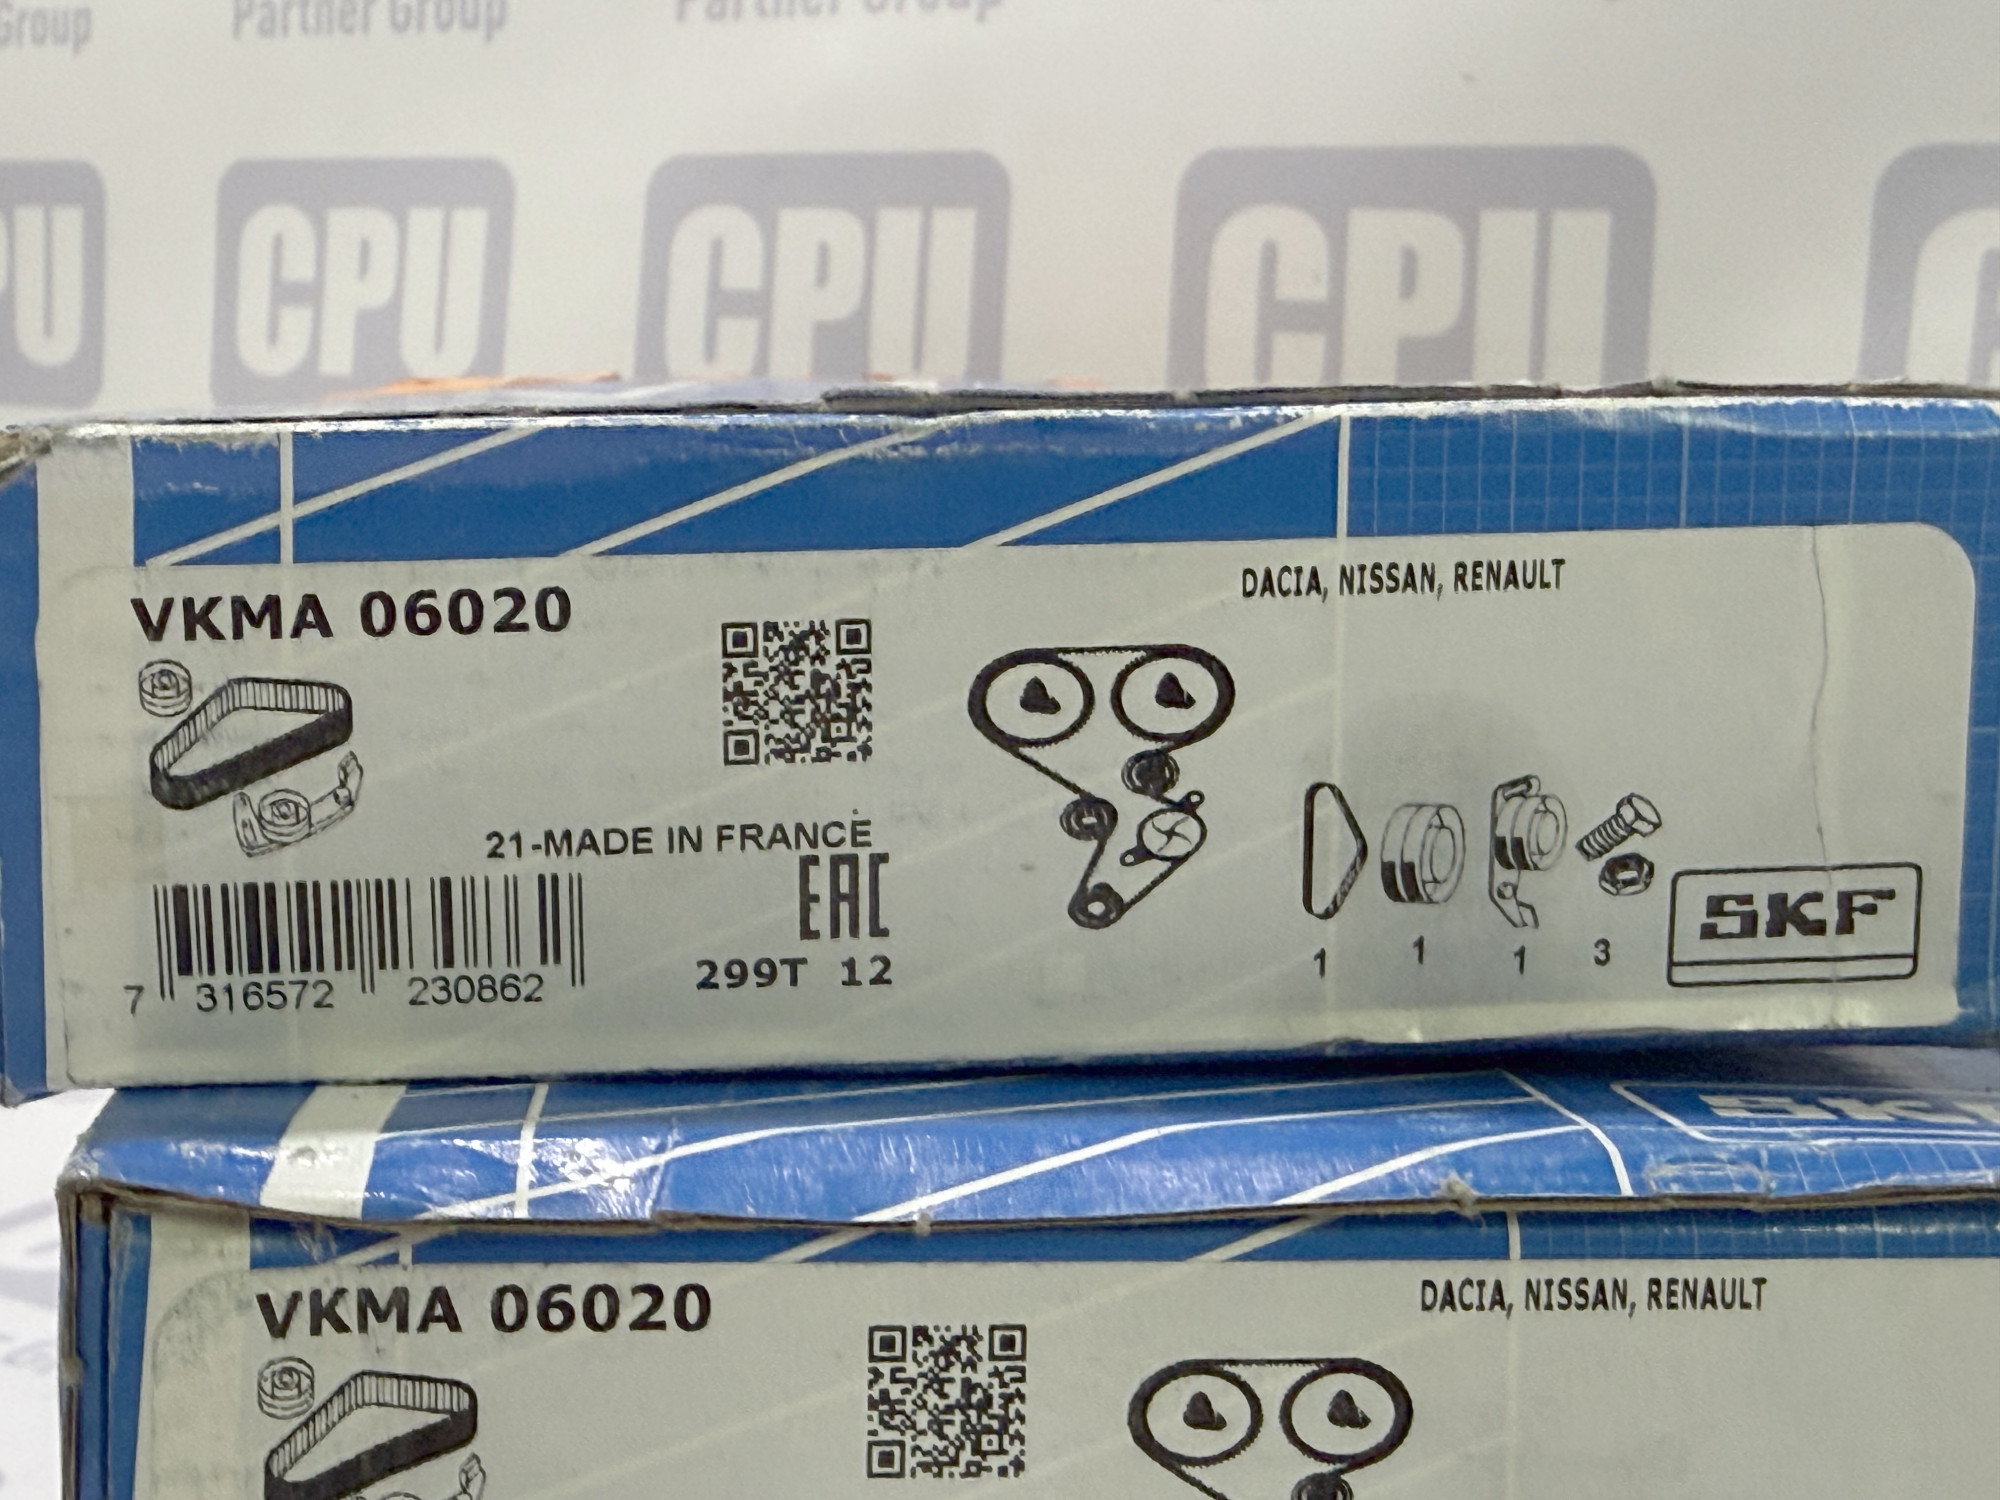 Group
Partner Group
Partner Group
CPU
CPU
CPU
VKMA 06020
DACIA, NISSAN, RENAULT
21-MADE IN FRANCE
EAC
299T 12
7 316572 230862
1 1 1 3
SKF
VKMA 06020
DACIA, NISSAN, RENAULT